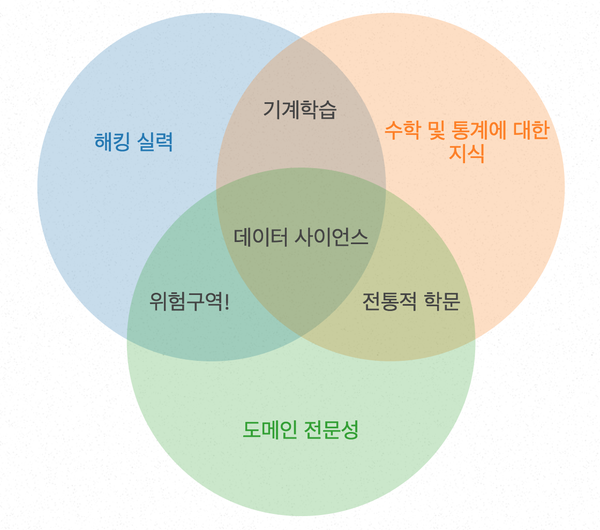 기계학습
해킹 실력
수학 및 통계에 대한
지식
데이터 사이언스
위험구역!
전통적 학문
도메인 전문성